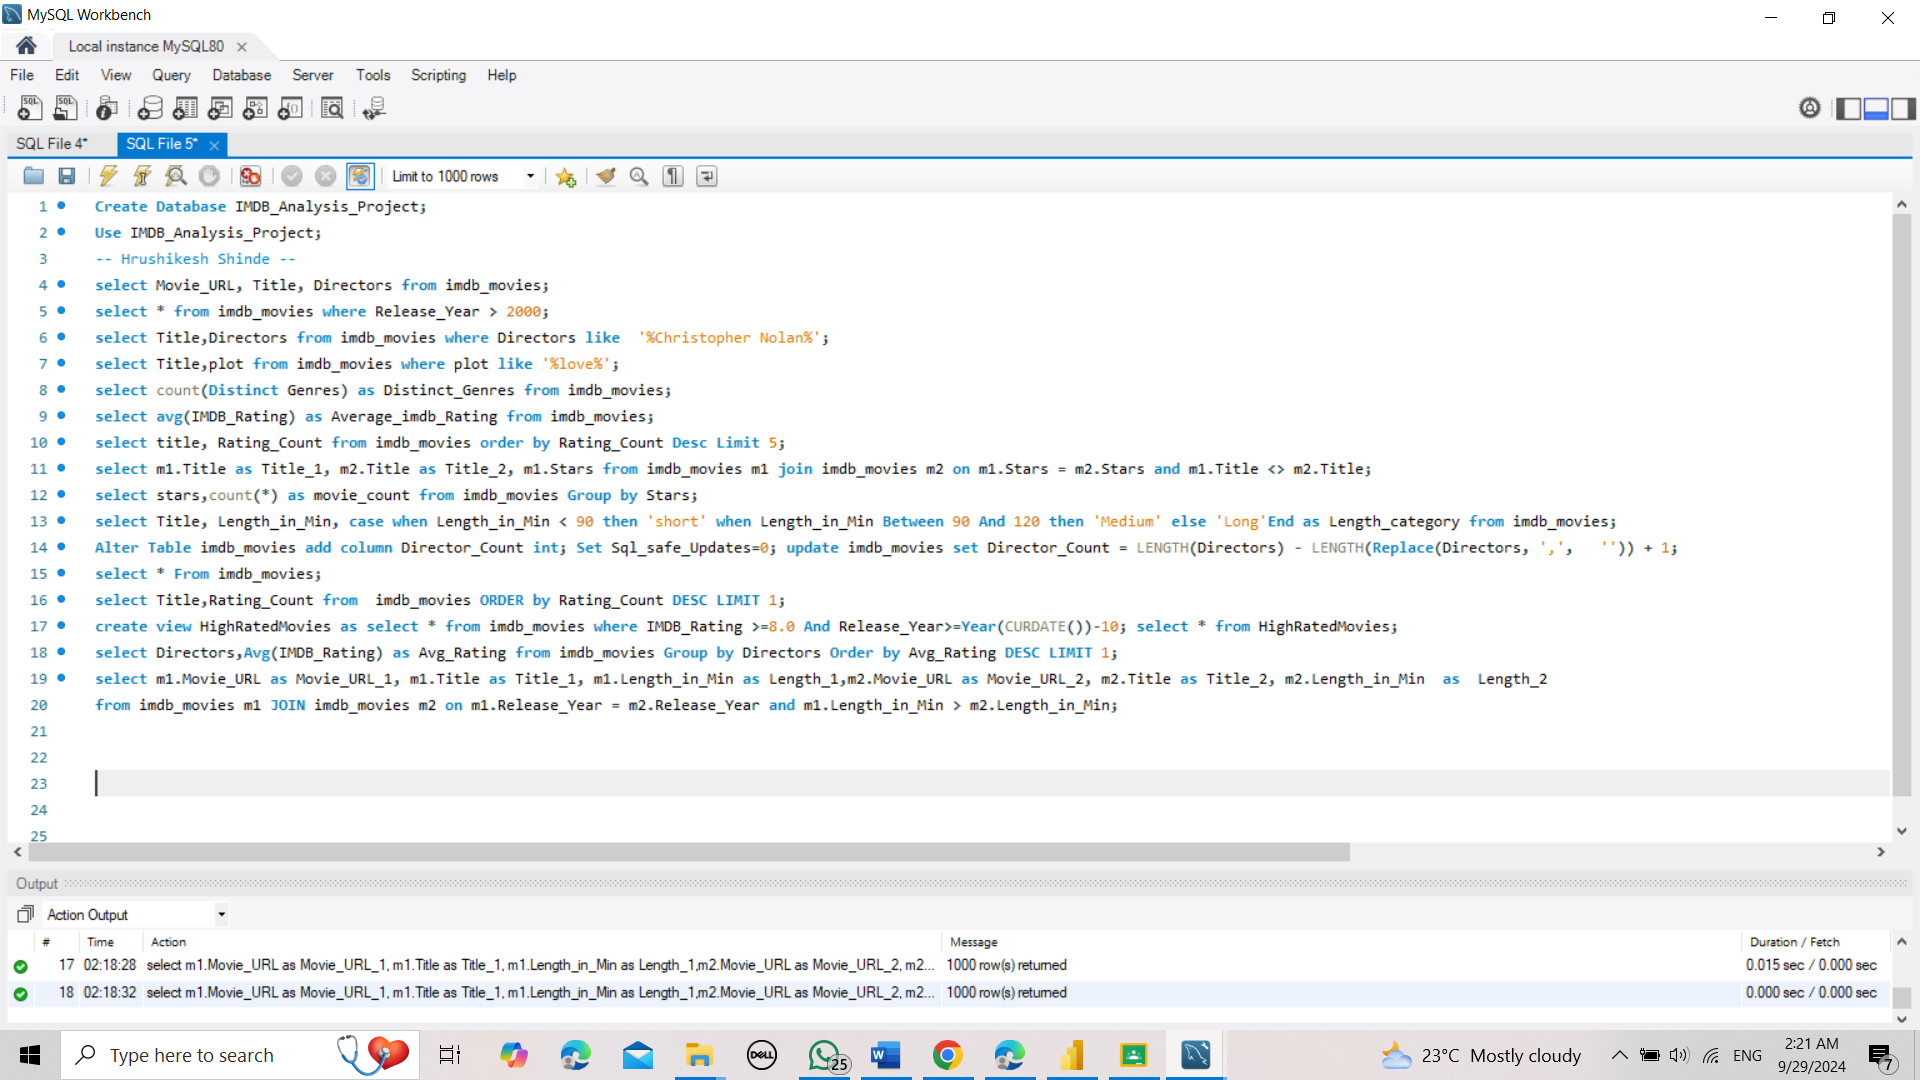 MySQL Workbench
Local instance MySQL80
File Edit View Query Database Server Tools Scripting Help
SQL File 4* SQL File 5*
Limit to 1000 rows
1 Create Database IMDB_Analysis_Project;
2 Use IMDB_Analysis_Project;
3 -- Hrushikesh Shinde --
4 select Movie_URL, Title, Directors from imdb_movies;
5 select * from imdb_movies where Release_Year > 2000;
6 select Title,Directors from imdb_movies where Directors like  '%Christopher Nolan%';
7 select Title,plot from imdb_movies where plot like '%love%';
8 select count(Distinct Genres) as Distinct_Genres from imdb_movies;
9 select avg(IMDB_Rating) as Average_imdb_Rating from imdb_movies;
10 select title, Rating_Count from imdb_movies order by Rating_Count Desc Limit 5;
11 select m1.Title as Title_1, m2.Title as Title_2, m1.Stars from imdb_movies m1 join imdb_movies m2 on m1.Stars = m2.Stars and m1.Title <> m2.Title;
12 select stars,count(*) as movie_count from imdb_movies Group by Stars;
13 select Title, Length_in_Min, case when Length_in_Min < 90 then 'short' when Length_in_Min Between 90 And 120 then 'Medium' else 'Long'End as Length_category from imdb_movies;
14 Alter Table imdb_movies add column Director_Count int; Set Sql_safe_Updates=0; update imdb_movies set Director_Count = LENGTH(Directors) - LENGTH(Replace(Directors, ',',   '')) + 1;
15 select * From imdb_movies;
16 select Title,Rating_Count from  imdb_movies ORDER by Rating_Count DESC LIMIT 1;
17 create view HighRatedMovies as select * from imdb_movies where IMDB_Rating >=8.0 And Release_Year>=Year(CURDATE())-10; select * from HighRatedMovies;
18 select Directors,Avg(IMDB_Rating) as Avg_Rating from imdb_movies Group by Directors Order by Avg_Rating DESC LIMIT 1;
19 select m1.Movie_URL as Movie_URL_1, m1.Title as Title_1, m1.Length_in_Min as Length_1,m2.Movie_URL as Movie_URL_2, m2.Title as Title_2, m2.Length_in_Min  as  Length_2
20 from imdb_movies m1 JOIN imdb_movies m2 on m1.Release_Year = m2.Release_Year and m1.Length_in_Min > m2.Length_in_Min;
21
22
23
24
25
Output
Action Output
# Time Action Message Duration / Fetch
17 02:18:28 select m1.Movie_URL as Movie_URL_1, m1.Title as Title_1, m1.Length_in_Min as Length_1,m2.Movie_URL as Movie_URL_2, m2... 1000 row(s) returned 0.015 sec / 0.000 sec
18 02:18:32 select m1.Movie_URL as Movie_URL_1, m1.Title as Title_1, m1.Length_in_Min as Length_1,m2.Movie_URL as Movie_URL_2, m2... 1000 row(s) returned 0.000 sec / 0.000 sec
Type here to search DELL 25 23°C Mostly cloudy ENG 2:21 AM
9/29/2024 7